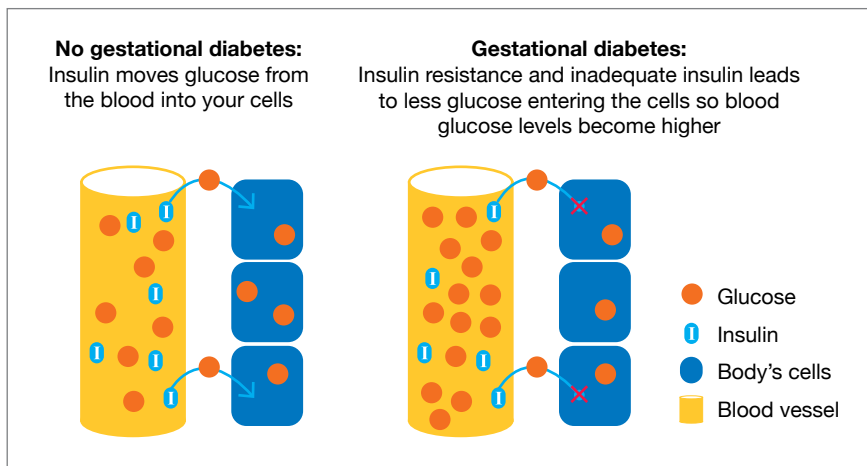 No gestational diabetes:
Insulin moves glucose from
the blood into your cells
Gestational diabetes:
Insulin resistance and inadequate insulin leads
to less glucose entering the cells so blood
glucose levels become higher
I
I
I
I
I
I
I
I
I
I
I
Glucose
I
Insulin
Body's cells
Blood vessel